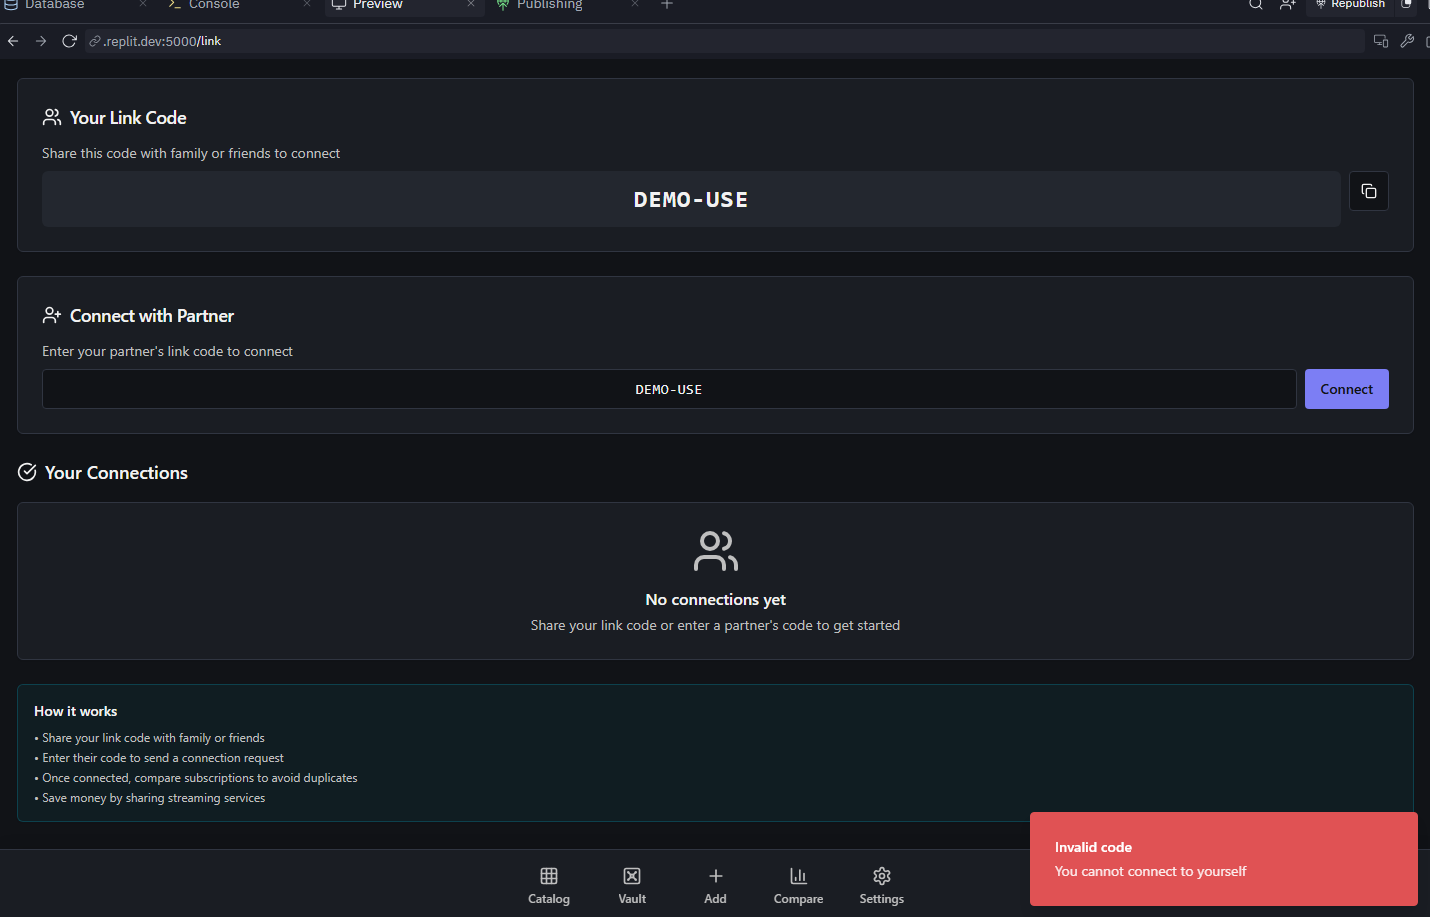 Database
Console
Preview
Publishing
Republish
.replit.dev:5000/link
Your Link Code
Share this code with family or friends to connect
DEMO-USE
Connect with Partner
Enter your partner's link code to connect
DEMO-USE
Connect
Your Connections
No connections yet
Share your link code or enter a partner's code to get started
How it works
• Share your link code with family or friends
• Enter their code to send a connection request
• Once connected, compare subscriptions to avoid duplicates
• Save money by sharing streaming services
Invalid code
You cannot connect to yourself
Catalog
Vault
Add
Compare
Settings